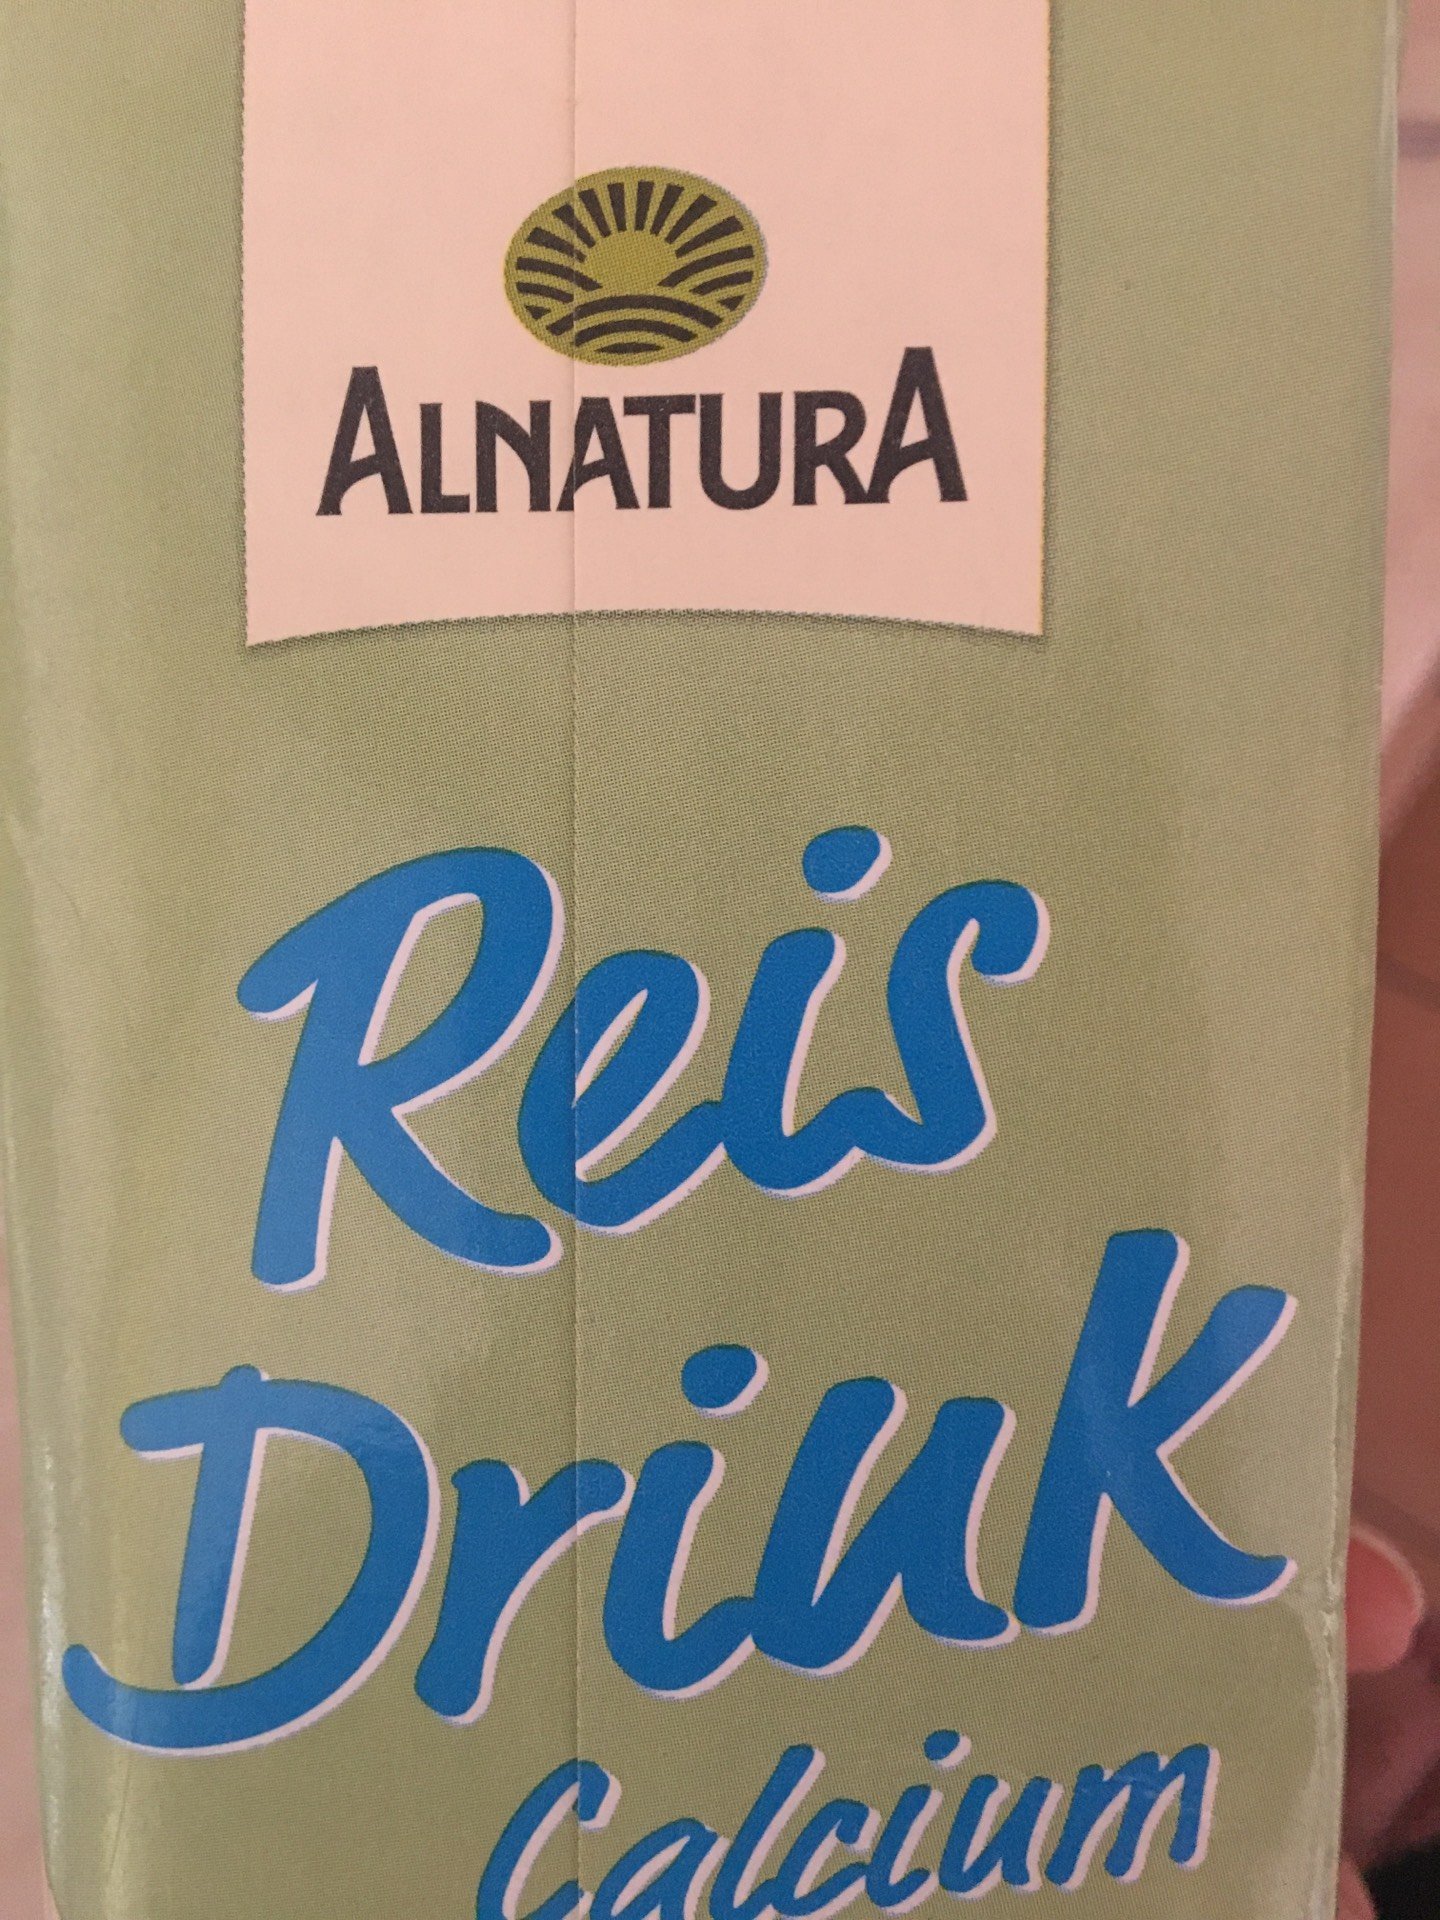 ALNATURA
Reis
Drink
Calcium